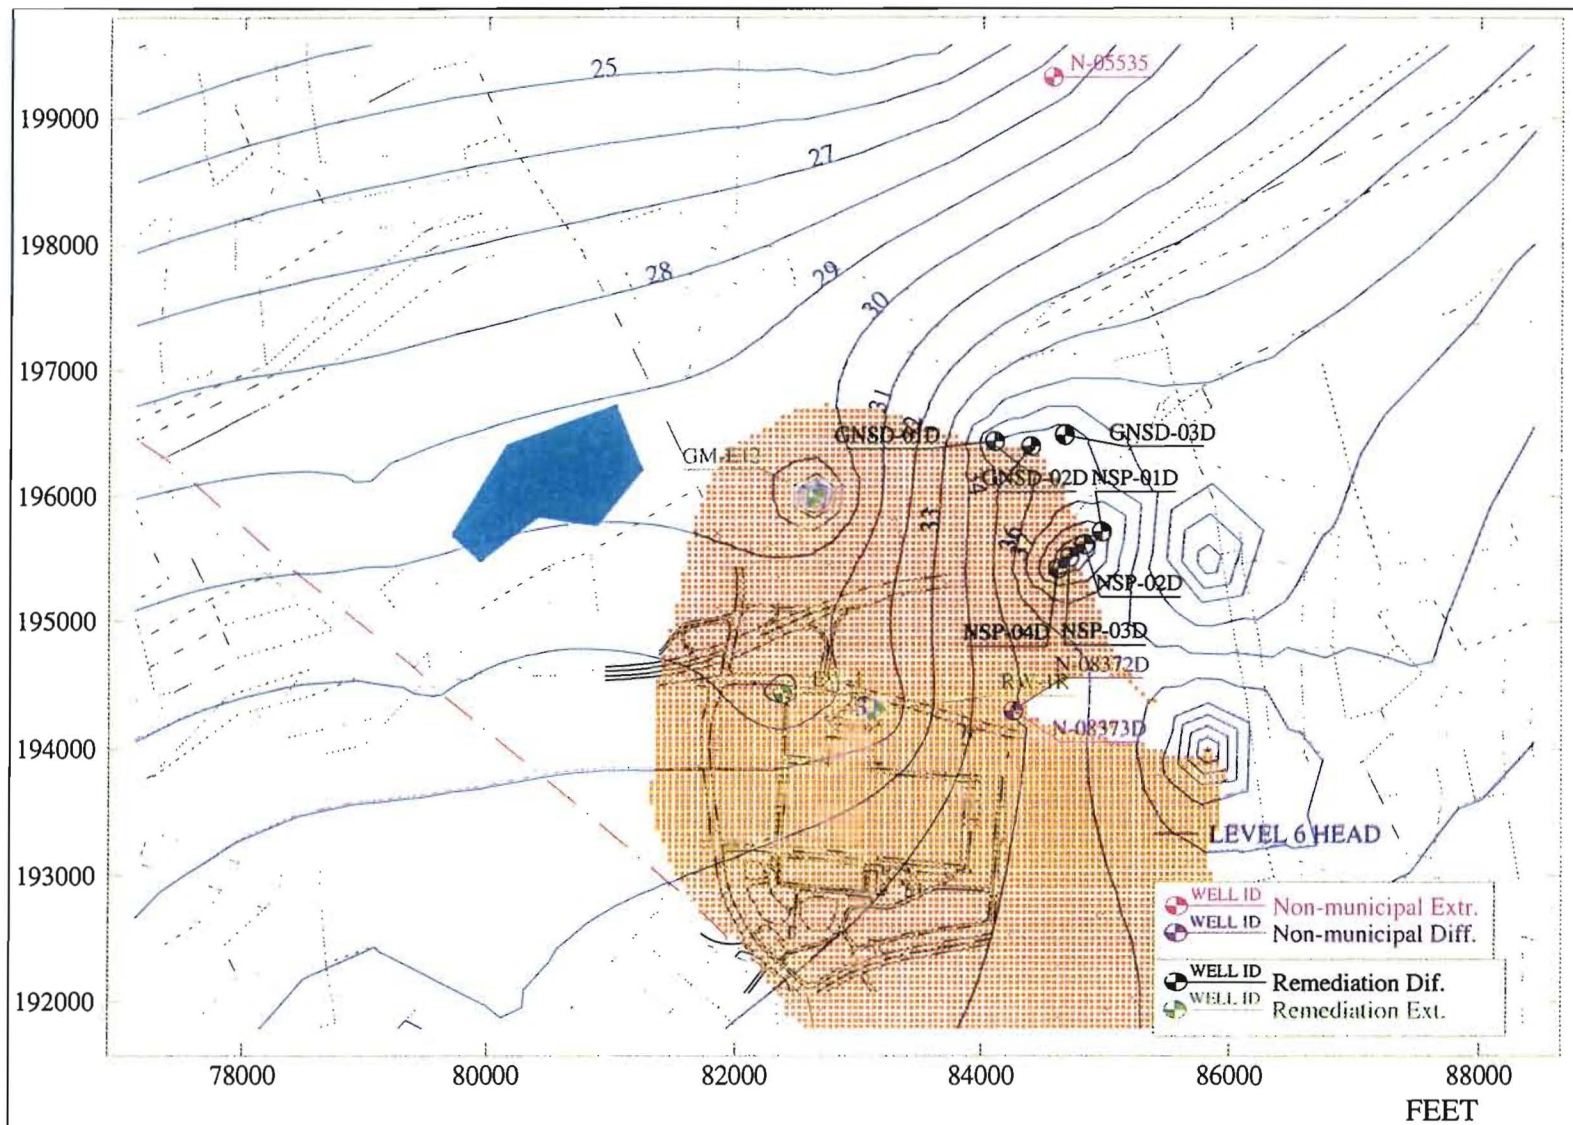 N-05535
25
199000
27
198000
28
29
30
197000
31
GNSD-01D
GNSD-03D
GM-E12
196000
GNSD-02D
NSP-01D
33
36
NSP-02D
195000
NSP-04D
NSP-03D
N-08372D
RW-1R
N-08373D
194000
LEVEL 6 HEAD
193000
WELL ID Non-municipal Extr.
WELL ID Non-municipal Diff.
WELL ID Remediation Dif.
WELL ID Remediation Ext.
192000
78000
80000
82000
84000
86000
88000
FEET